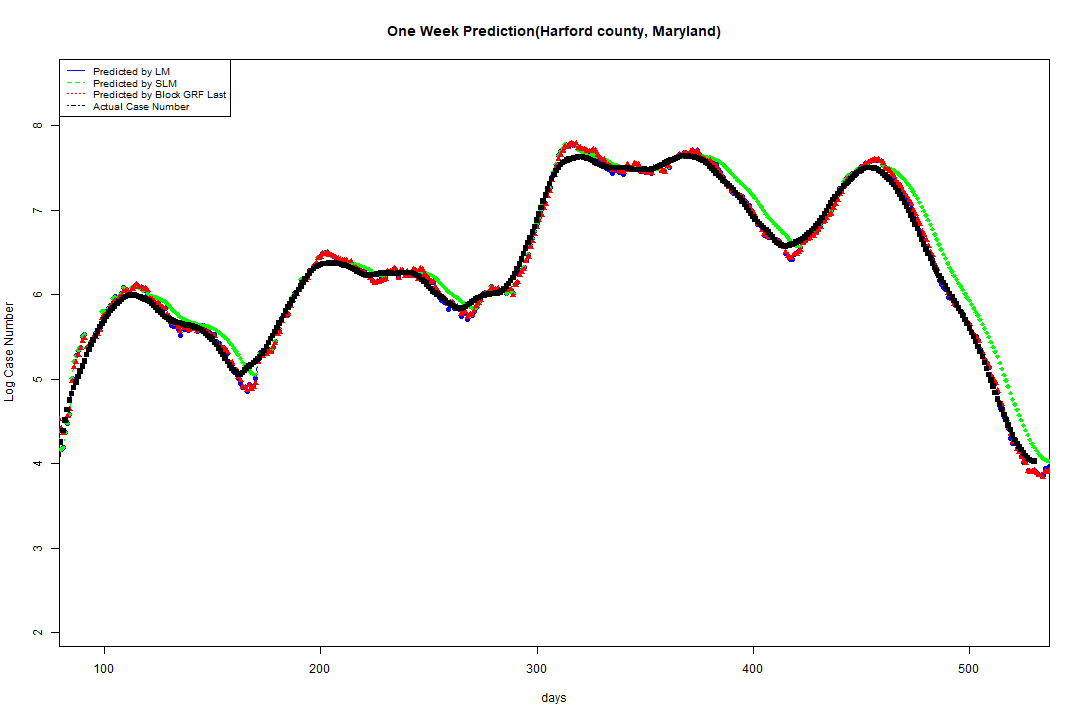 One Week Prediction(Harford county, Maryland)
Predicted by LM
Predicted by SLM
Predicted by Block GRF Last
Actual Case Number
8
7
6
5
4
3
2
Log Case Number
100 200 300 400 500
days